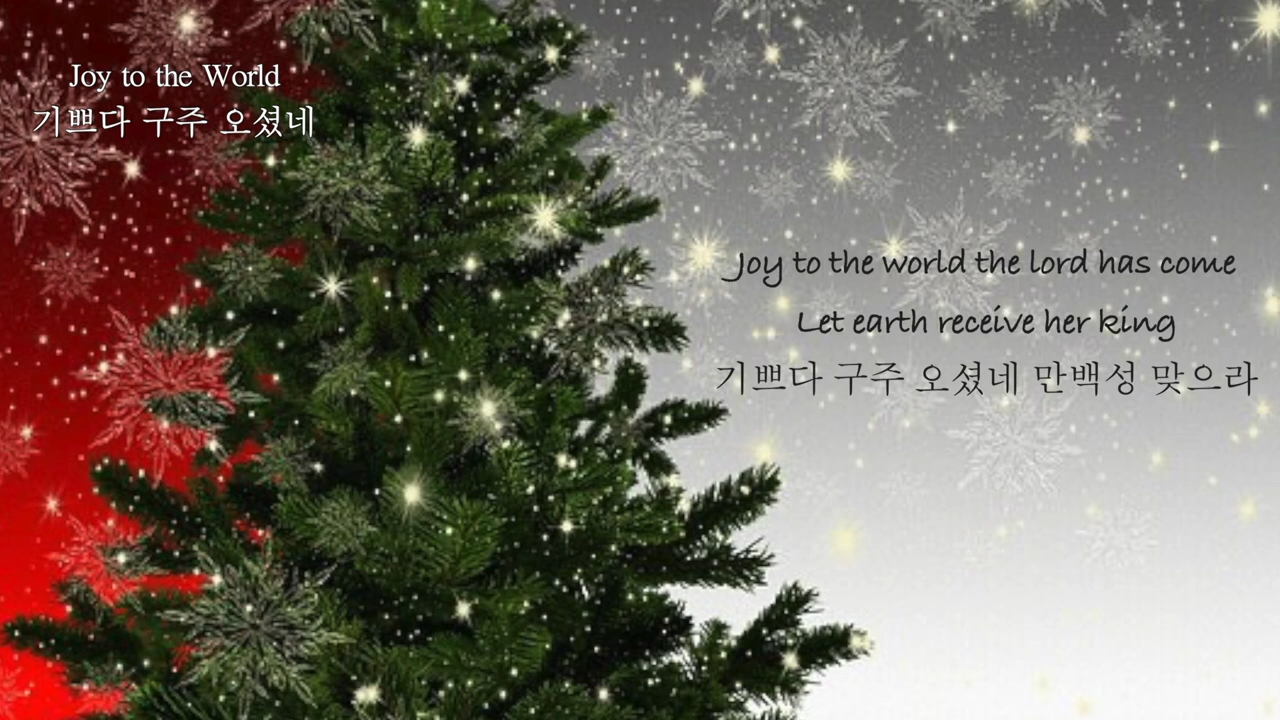 Joy to the World
기쁘다 구주 오셨네
Joy to the world the lord has come
Let earth receive her king
기쁘다 구주 오셨네 만백성 맞으라